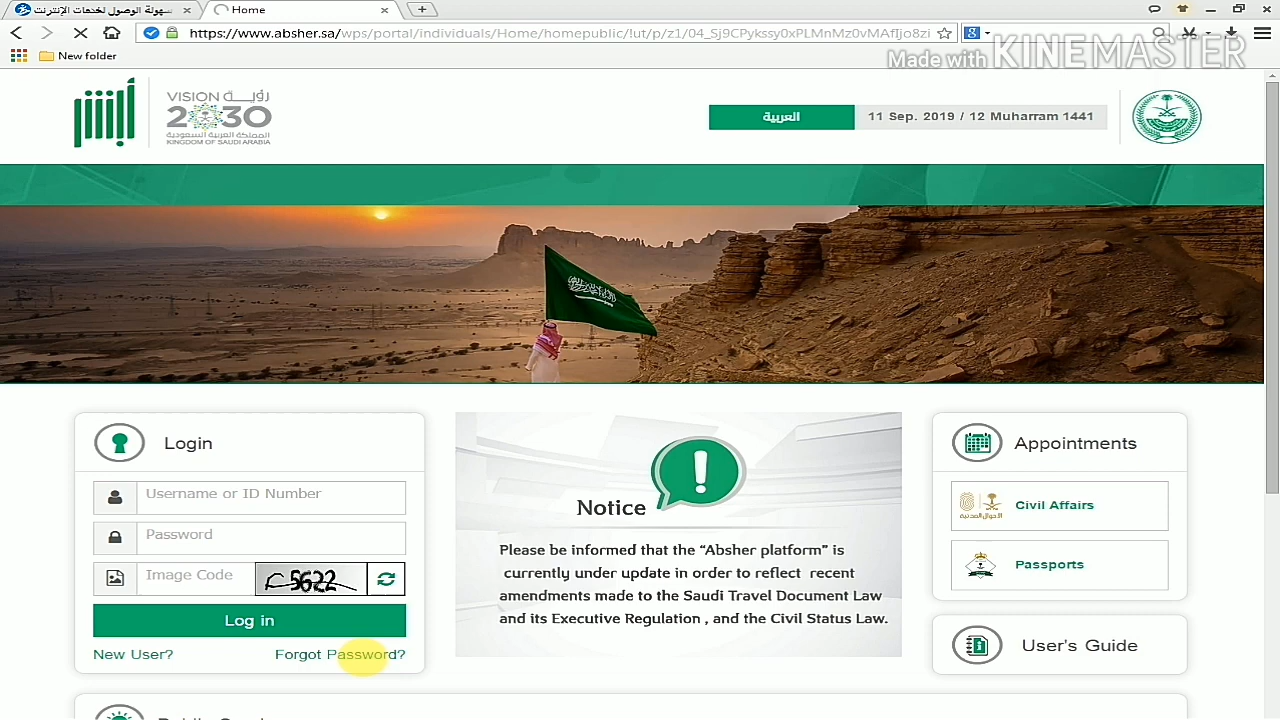 سهولة الوصول لخدمات الإنترنت
Home
https://www.absher.sa/wps/portal/individuals/Home/homepublic/!ut/p/z1/04_Sj9CPykssy0xPLMnMz0vMAfIjo8zi
New folder
Made with KINEMASTER
أبشر
VISION رؤية
2030
المملكة العربية السعودية
KINGDOM OF SAUDI ARABIA
العربية
11 Sep. 2019 / 12 Muharram 1441
Login
Username or ID Number
Password
Image Code
5622
Log in
New User?
Forgot Password?
Notice
Please be informed that the “Absher platform” is
currently under update in order to reflect recent
amendments made to the Saudi Travel Document Law
and its Executive Regulation , and the Civil Status Law.
Appointments
الأحوال المدنية
Civil Affairs
Passports
User's Guide